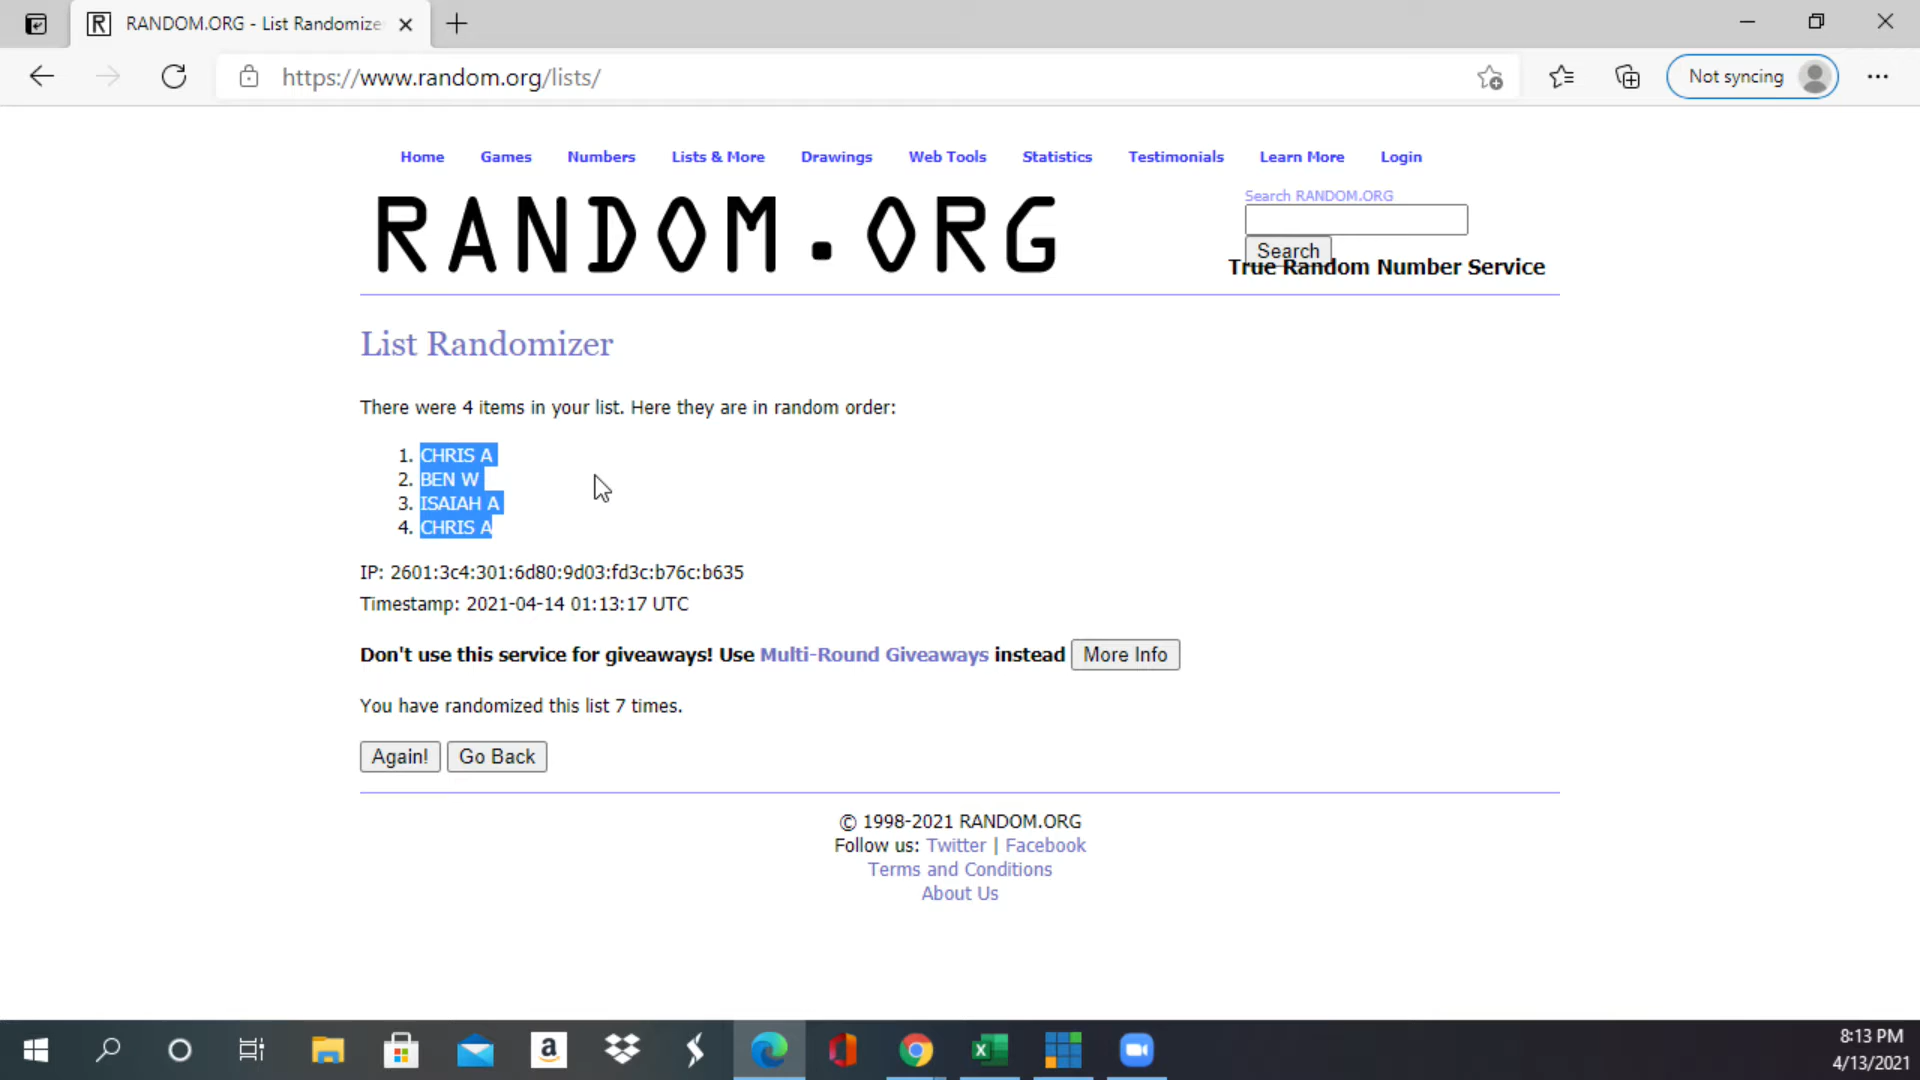 RANDOM.ORG - List Randomize
https://www.random.org/lists/
Not syncing
Home Games Numbers Lists & More Drawings Web Tools Statistics Testimonials Learn More Login
RANDOM.ORG
Search RANDOM.ORG
Search
True Random Number Service
List Randomizer
There were 4 items in your list. Here they are in random order:
1. CHRIS A
2. BEN W
3. ISAIAH A
4. CHRIS A
IP: 2601:3c4:301:6d80:9d03:fd3c:b76c:b635
Timestamp: 2021-04-14 01:13:17 UTC
Don't use this service for giveaways! Use Multi-Round Giveaways instead More Info
You have randomized this list 7 times.
Again! Go Back
© 1998-2021 RANDOM.ORG
Follow us: Twitter | Facebook
Terms and Conditions
About Us
8:13 PM
4/13/2021